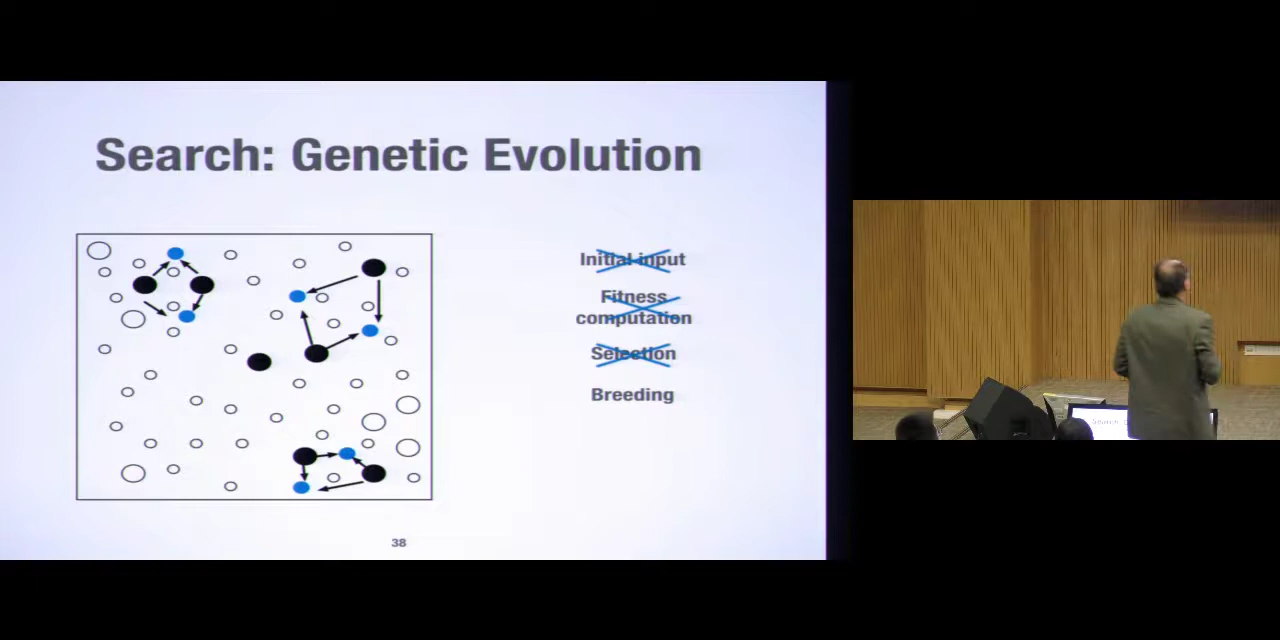 Search: Genetic Evolution
Initial input
Fitness
computation
Selection
Breeding
38